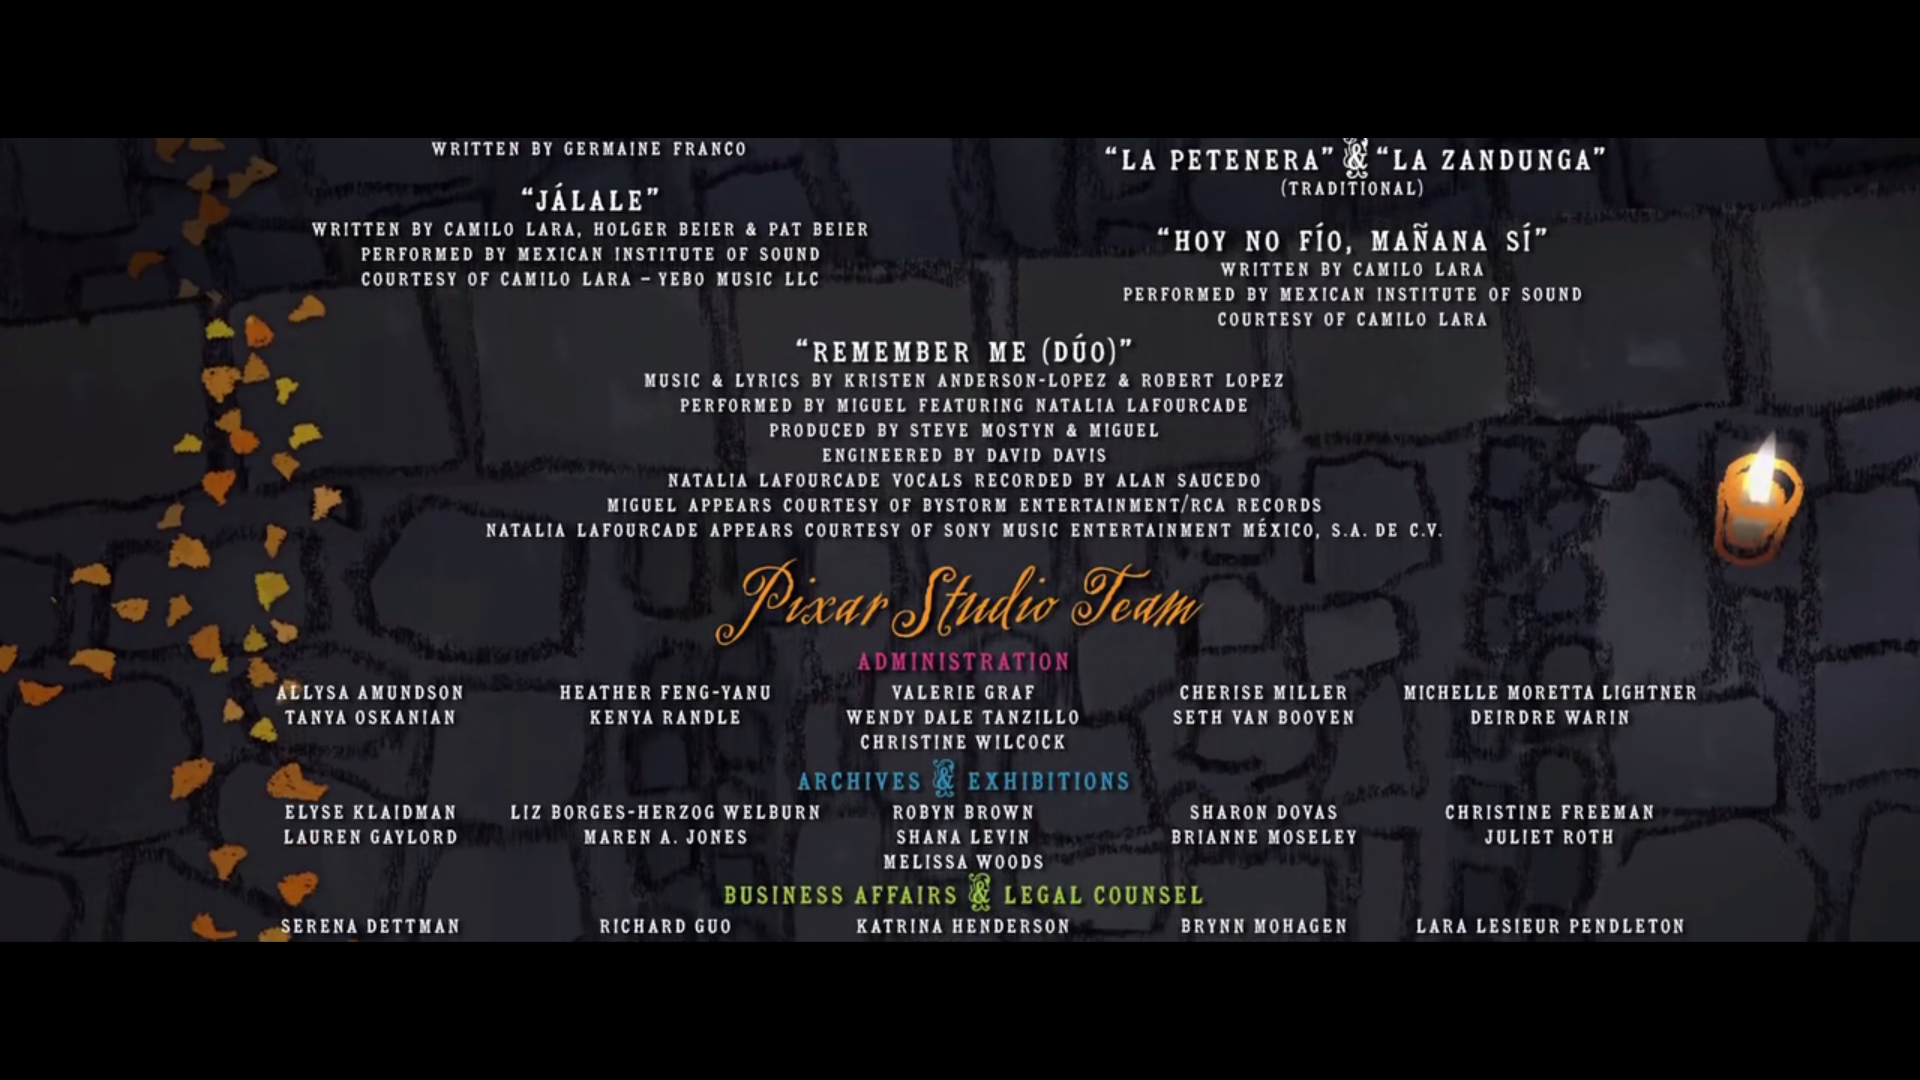 WRITTEN BY GERMAINE FRANCO
“JÁLALE”
WRITTEN BY CAMILO LARA, HOLGER BEIER & PAT BEIER
PERFORMED BY MEXICAN INSTITUTE OF SOUND
COURTESY OF CAMILO LARA – YEBO MUSIC LLC
“LA PETENERA” & “LA ZANDUNGA”
(TRADITIONAL)
“HOY NO FÍO, MAÑANA SÍ”
WRITTEN BY CAMILO LARA
PERFORMED BY MEXICAN INSTITUTE OF SOUND
COURTESY OF CAMILO LARA
“REMEMBER ME (DÚO)”
MUSIC & LYRICS BY KRISTEN ANDERSON-LOPEZ & ROBERT LOPEZ
PERFORMED BY MIGUEL FEATURING NATALIA LAFOURCADE
PRODUCED BY STEVE MOSTYN & MIGUEL
ENGINEERED BY DAVID DAVIS
NATALIA LAFOURCADE VOCALS RECORDED BY ALAN SAUCEDO
MIGUEL APPEARS COURTESY OF BYSTORM ENTERTAINMENT/RCA RECORDS
NATALIA LAFOURCADE APPEARS COURTESY OF SONY MUSIC ENTERTAINMENT MÉXICO, S.A. DE C.V.
Pixar Studio Team
ADMINISTRATION
ALLYSA AMUNDSON HEATHER FENG-YANU VALERIE GRAF CHERISE MILLER MICHELLE MORETTA LIGHTNER
TANYA OSKANIAN KENYA RANDLE WENDY DALE TANZILLO SETH VAN BOOVEN DEIRDRE WARIN
CHRISTINE WILCOCK
ARCHIVES & EXHIBITIONS
ELYSE KLAIDMAN LIZ BORGES-HERZOG WELBURN ROBYN BROWN SHARON DOVAS CHRISTINE FREEMAN
LAUREN GAYLORD MAREN A. JONES SHANA LEVIN BRIANNE MOSELEY JULIET ROTH
MELISSA WOODS
BUSINESS AFFAIRS & LEGAL COUNSEL
SERENA DETTMAN RICHARD GUO KATRINA HENDERSON BRYNN MOHAGEN LARA LESIEUR PENDLETON